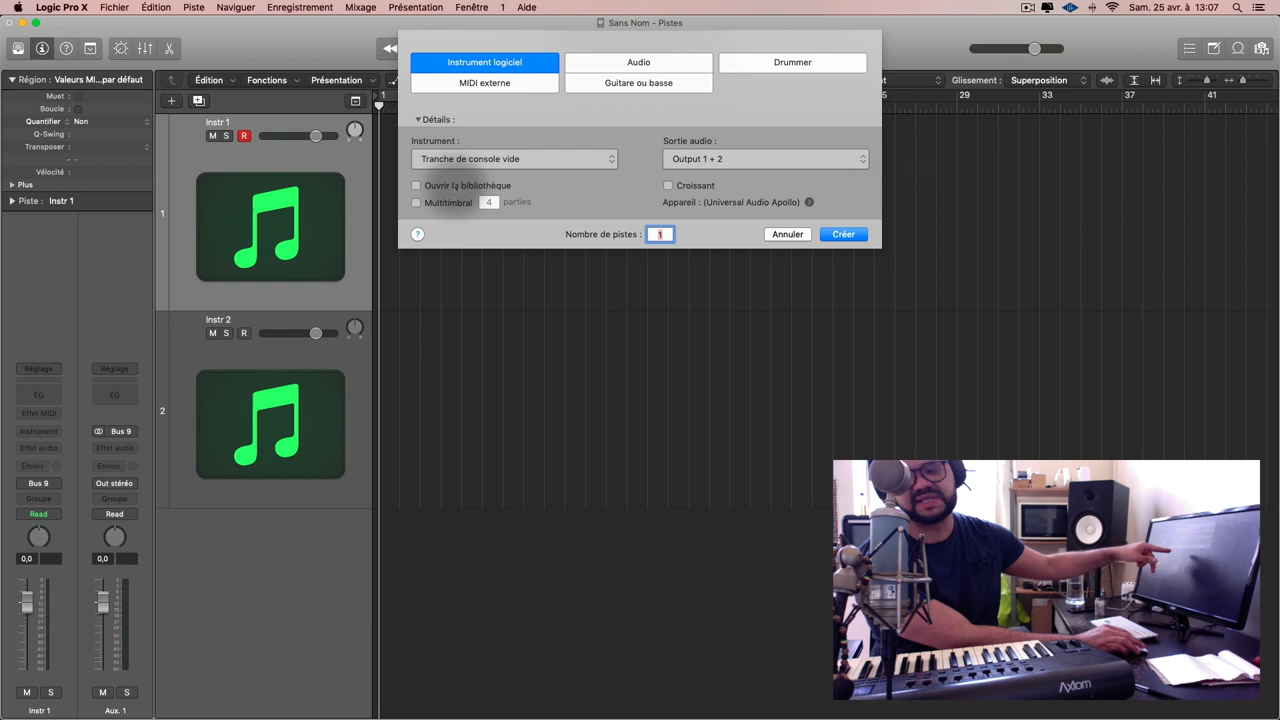 Logic Pro X Fichier Édition Piste Naviguer Enregistrement Mixage Présentation Fenêtre 1 Aide Sam. 25 avr. à 13:07
Sans Nom - Pistes
Instrument logiciel Audio Drummer
MIDI externe Guitare ou basse
Région : Valeurs MI...par défaut Édition Fonctions Présentation Glissement : Superposition
Muet :
Boucle :
Quantifier Non
Q-Swing :
Transposer :
Vélocité :
Plus
Piste : Instr 1
1 29 33 37 41
Détails :
Instrument : Sortie audio :
Tranche de console vide Output 1 + 2
Ouvrir la bibliothèque Croissant
Multitimbral 4 parties Appareil : (Universal Audio Apollo)
? Nombre de pistes : 1 Annuler Créer
Instr 1
M S R
1
Instr 2
M S R
2
Réglage Réglage
ÉG ÉG
Effet MIDI
Instrument Bus 9
Effet audio Effet audio
Envois Envois
Bus 9 Out stéréo
Groupe Groupe
Read Read
0,0 0,0
M S M S
Instr 1 Aux. 1
Axiom